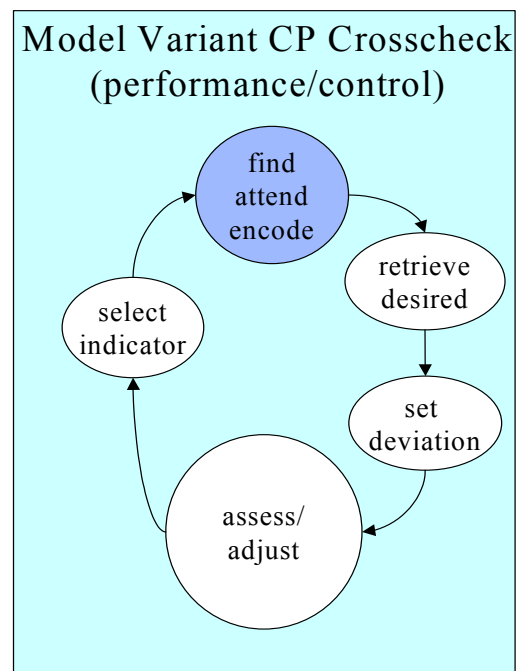 Model Variant CP Crosscheck
(performance/control)
find
attend
encode
retrieve
desired
set
deviation
assess/
adjust
select
indicator